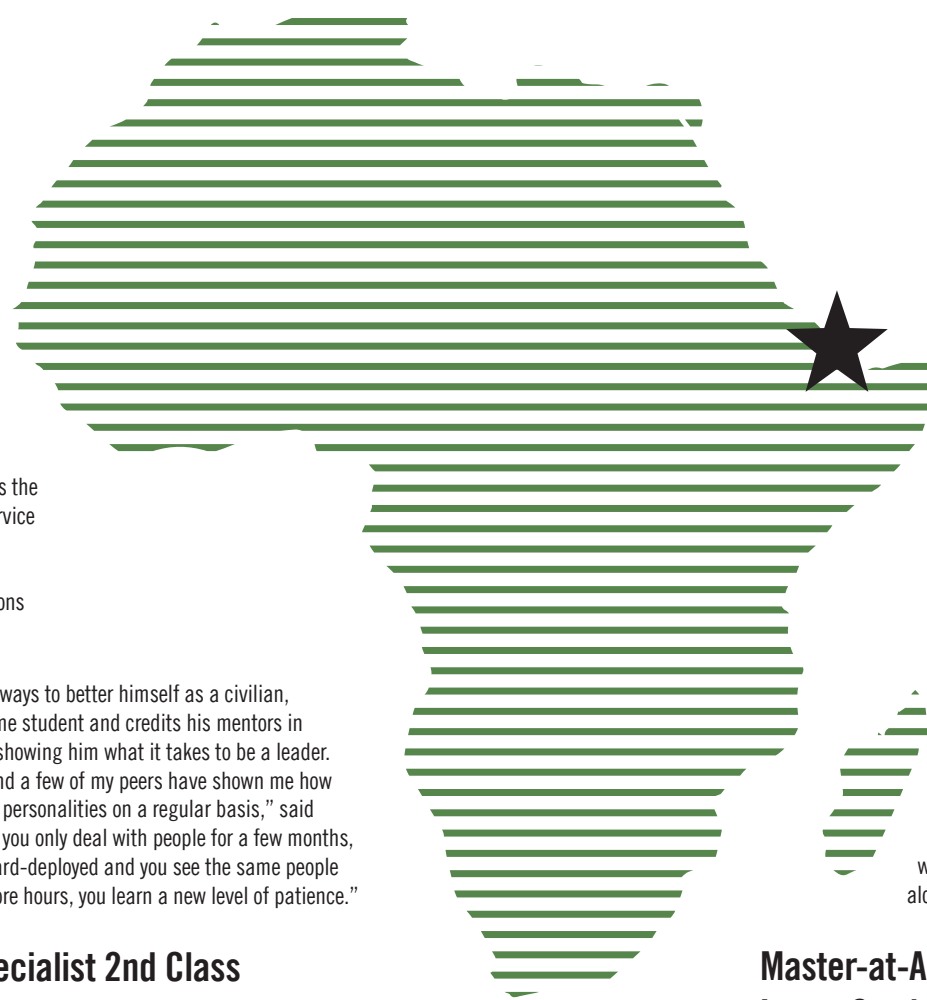 s the
rvice
ons
ways to better himself as a civilian,
me student and credits his mentors in
showing him what it takes to be a leader.
nd a few of my peers have shown me how
personalities on a regular basis,” said
you only deal with people for a few months,
ard-deployed and you see the same people
ore hours, you learn a new level of patience.”
ecialist 2nd Class
w
alo
Master-at-A